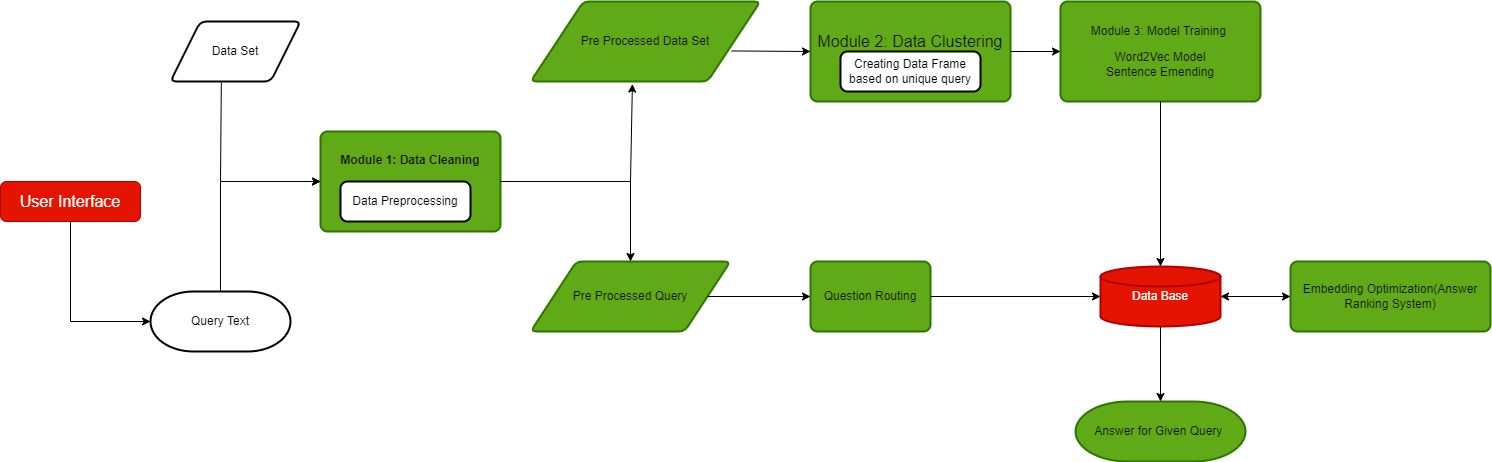 Data Set
Pre Processed Data Set
Module 2: Data Clustering
Creating Data Frame
based on unique query
Module 3: Model Training
Word2Vec Model
Sentence Emending
Module 1: Data Cleaning
Data Preprocessing
User Interface
Query Text
Pre Processed Query
Question Routing
Data Base
Embedding Optimization(Answer
Ranking System)
Answer for Given Query